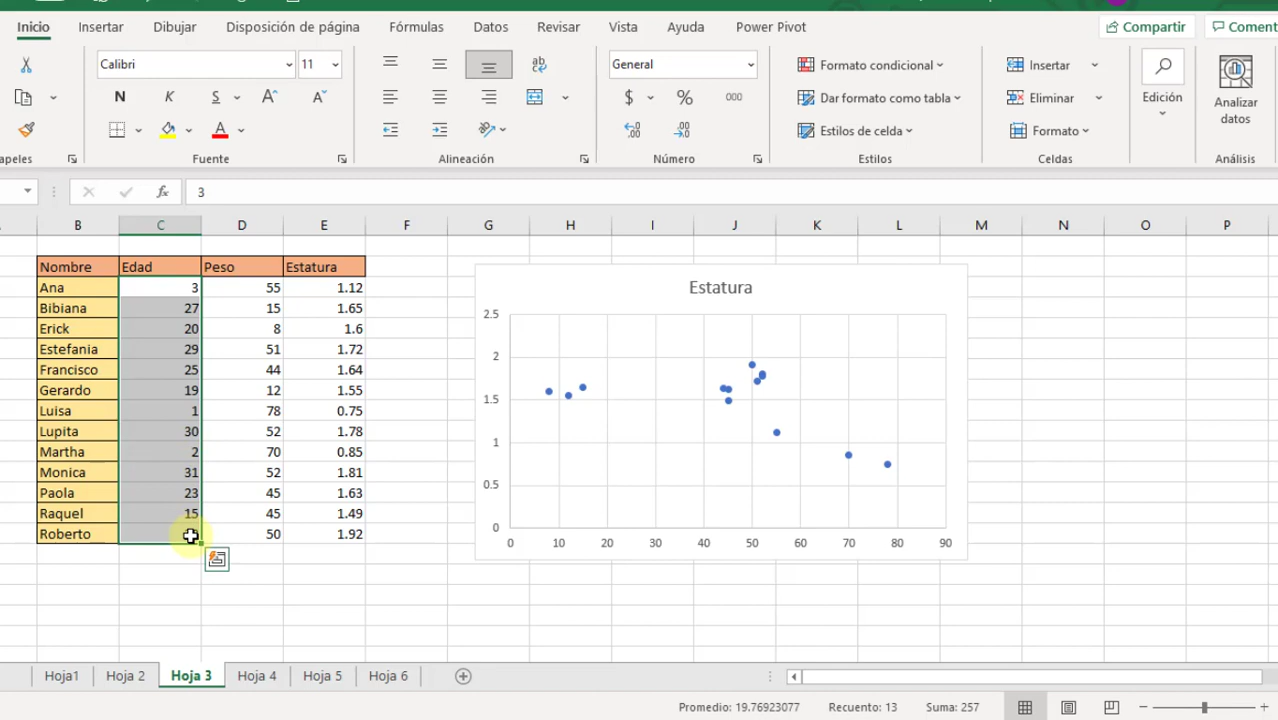 Inicio Insertar Dibujar Disposición de página Fórmulas Datos Revisar Vista Ayuda Power Pivot Compartir Coment
Calibri 11 ab General Formato condicional Insertar
N K S A A $ % 000 Dar formato como tabla Eliminar Edición Analizar datos
A Estilos de celda Formato
apeles Fuente Alineación Número Estilos Celdas Análisis
fx 3
B C D E F G H I J K L M N O P
Nombre Edad Peso Estatura
Ana 3 55 1.12
Bibiana 27 15 1.65
Erick 20 8 1.6
Estefania 29 51 1.72
Francisco 25 44 1.64
Gerardo 19 12 1.55
Luisa 1 78 0.75
Lupita 30 52 1.78
Martha 2 70 0.85
Monica 31 52 1.81
Paola 23 45 1.63
Raquel 15 45 1.49
Roberto 50 1.92
Estatura
2.5
2
1.5
1
0.5
0
0 10 20 30 40 50 60 70 80 90
Hoja1 Hoja 2 Hoja 3 Hoja 4 Hoja 5 Hoja 6
Promedio: 19.76923077 Recuento: 13 Suma: 257